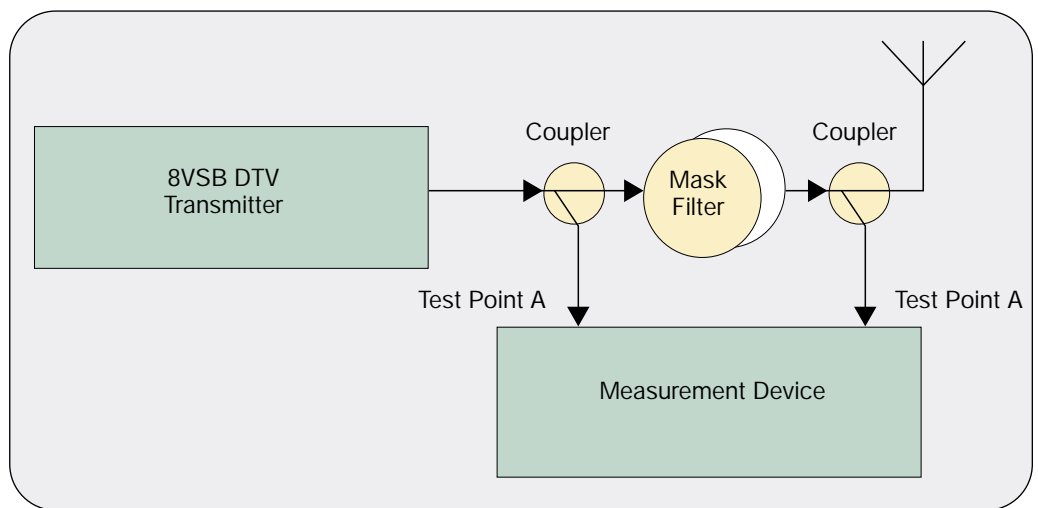 8VSB DTV
Transmitter
Coupler
Mask
Filter
Coupler
Test Point A
Test Point A
Measurement Device